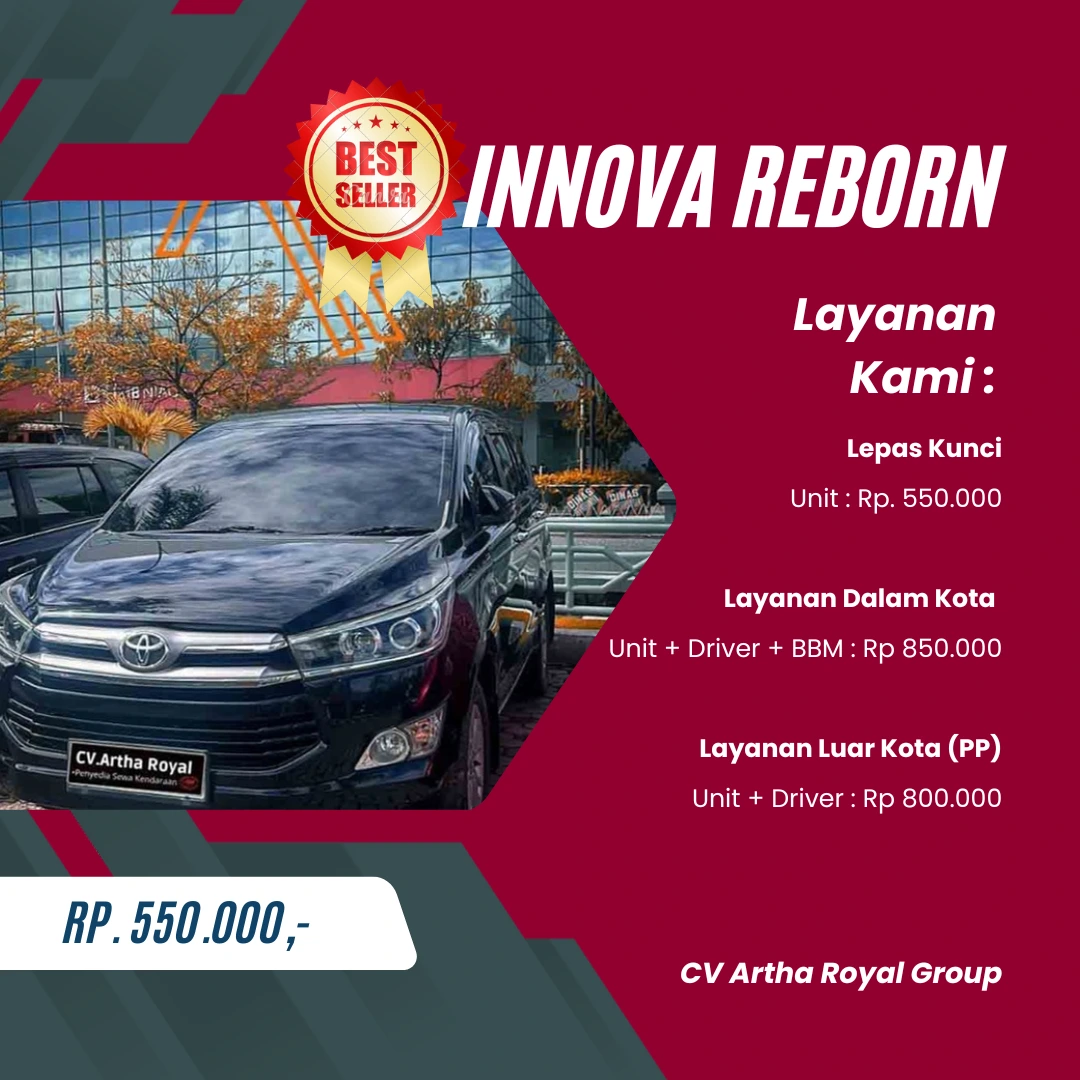 BEST
SELLER
INNOVA REBORN
Layanan
Kami :
Lepas Kunci
Unit : Rp. 550.000
Layanan Dalam Kota
Unit + Driver + BBM : Rp 850.000
Layanan Luar Kota (PP)
Unit + Driver : Rp 800.000
DINAS DINAS
CV.Artha Royal
•Penyedia Sewa Kendaraan
RP. 550.000,-
CV Artha Royal Group